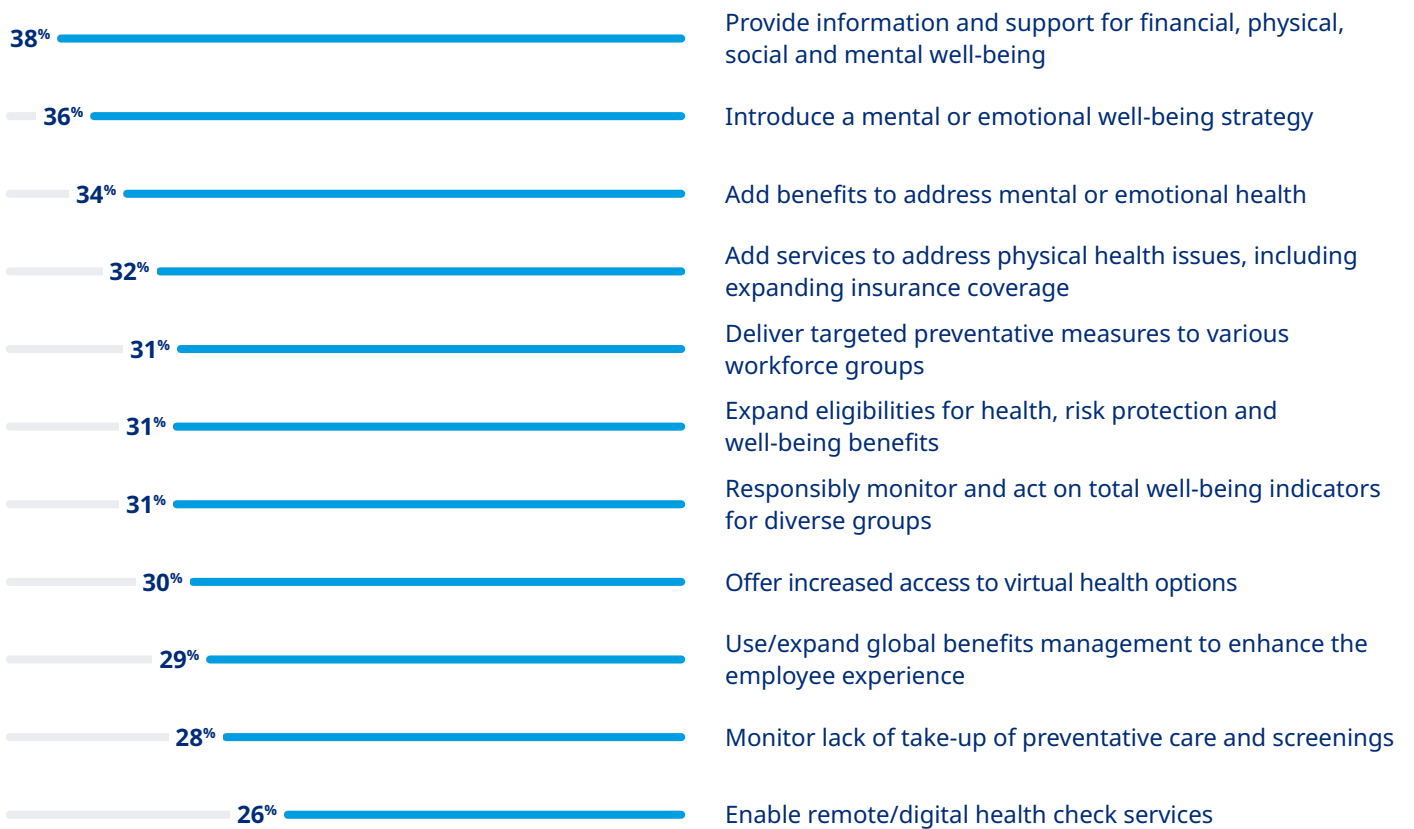 38%
Provide information and support for financial, physical,
social and mental well-being
36%
Introduce a mental or emotional well-being strategy
34%
Add benefits to address mental or emotional health
32%
Add services to address physical health issues, including
expanding insurance coverage
31%
Deliver targeted preventative measures to various
workforce groups
31%
Expand eligibilities for health, risk protection and
well-being benefits
31%
Responsibly monitor and act on total well-being indicators
for diverse groups
30%
Offer increased access to virtual health options
29%
Use/expand global benefits management to enhance the
employee experience
28%
Monitor lack of take-up of preventative care and screenings
26%
Enable remote/digital health check services